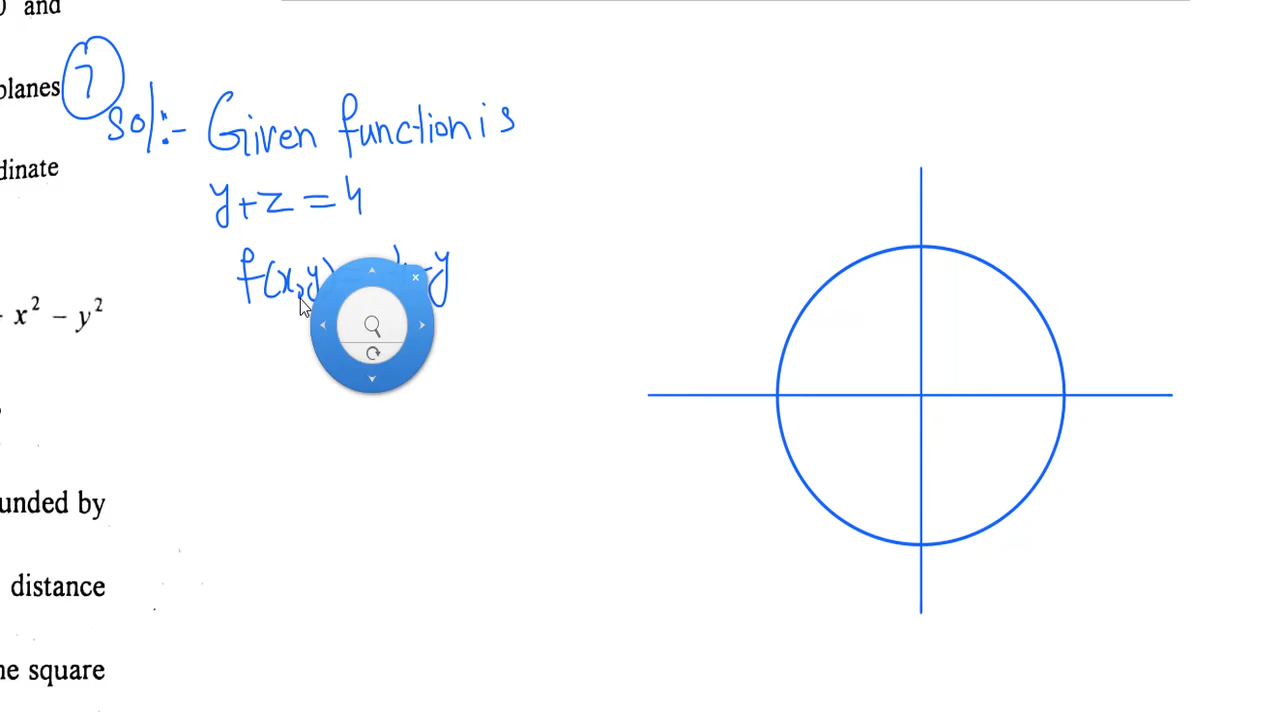 and
planes
⑦
Sol:- Given function is
dinate
y+z=4
f(x,y) -y
x² − y²
unded by
distance
he square